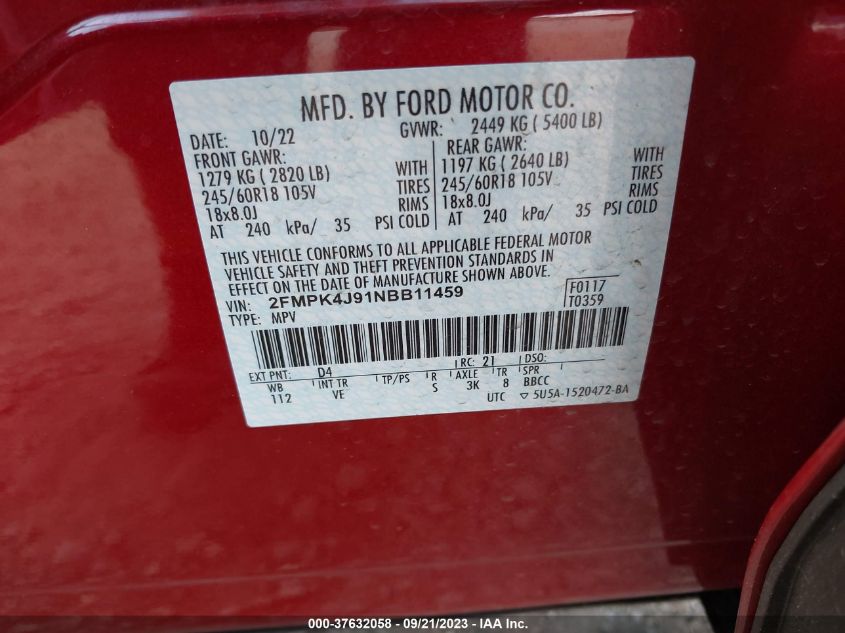 MFD. BY FORD MOTOR CO.
DATE: 10/22 GVWR: 2449 KG ( 5400 LB)
FRONT GAWR: REAR GAWR:
1279 KG ( 2820 LB) WITH 1197 KG ( 2640 LB) WITH
245/60R18 105V TIRES 245/60R18 105V TIRES
18x8.0J RIMS 18x8.0J RIMS
AT 240 kPa/ 35 PSI COLD AT 240 kPa/ 35 PSI COLD
THIS VEHICLE CONFORMS TO ALL APPLICABLE FEDERAL MOTOR
VEHICLE SAFETY AND THEFT PREVENTION STANDARDS IN
EFFECT ON THE DATE OF MANUFACTURE SHOWN ABOVE.
VIN: 2FMPK4J91NBB11459 F0117
TYPE: MPV T0359
EXT PNT: D4 RC: 21 DSO:
WB INT TR TP/PS R AXLE TR SPR
112 VE S 3K 8 BBCC
UTC ▽ 5U5A-1520472-BA
000-37632058 - 09/21/2023 - IAA Inc.